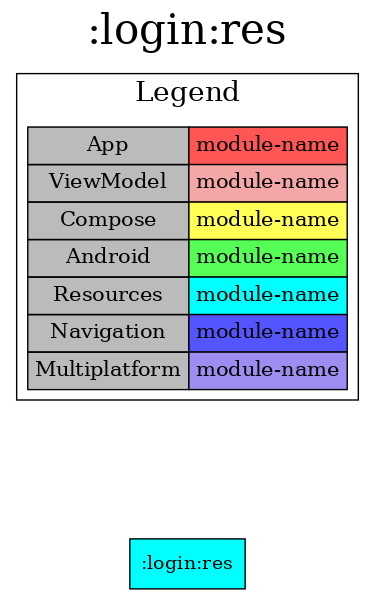 :login:res
Legend
App module-name
ViewModel module-name
Compose module-name
Android module-name
Resources module-name
Navigation module-name
Multiplatform module-name
:login:res